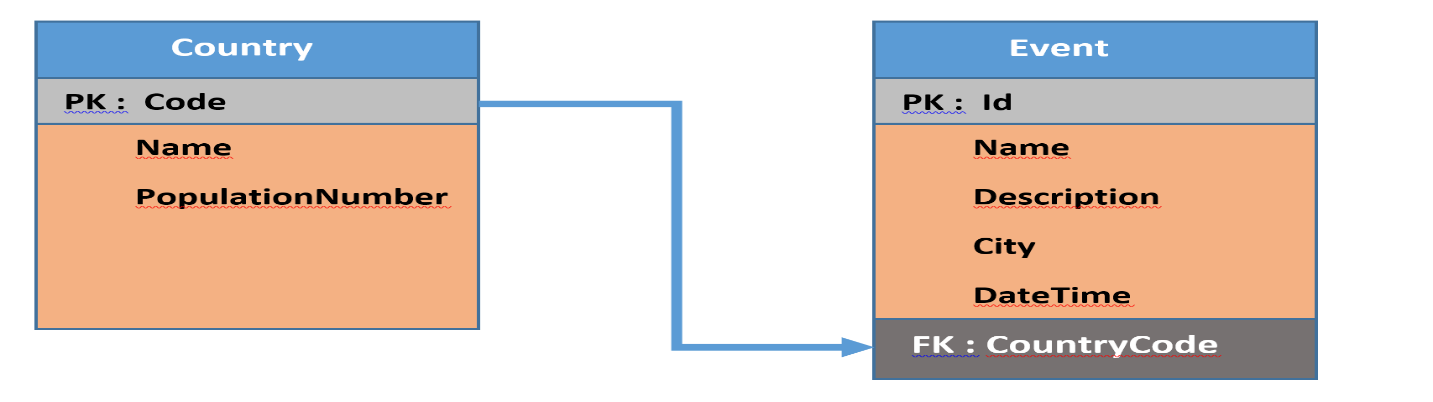 Country
PK : Code
Name
PopulationNumber
Event
PK : Id
Name
Description
City
DateTime
FK : CountryCode